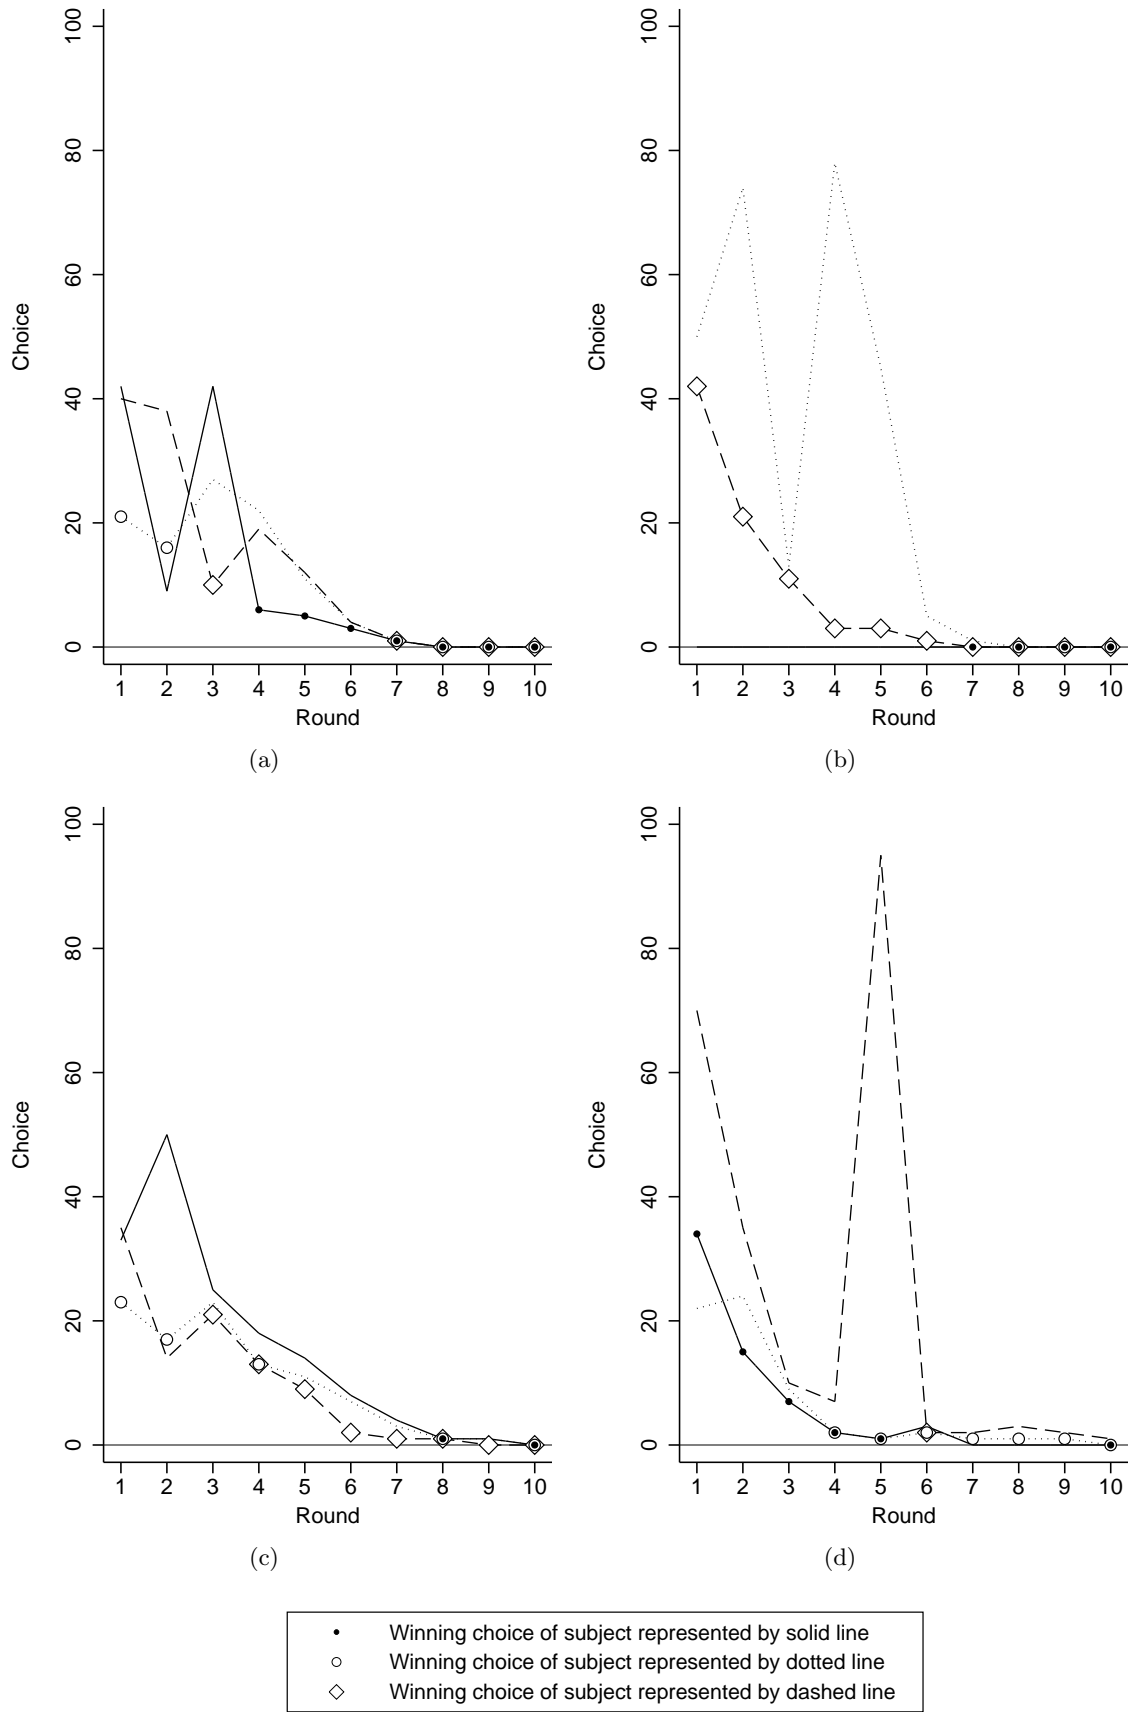 100
80
60
40
20
0
Choice
1 2 3 4 5 6 7 8 9 10
Round
(a)
100
80
60
40
20
0
Choice
1 2 3 4 5 6 7 8 9 10
Round
(b)
100
80
60
40
20
0
Choice
1 2 3 4 5 6 7 8 9 10
Round
(c)
100
80
60
40
20
0
Choice
1 2 3 4 5 6 7 8 9 10
Round
(d)
Winning choice of subject represented by solid line
Winning choice of subject represented by dotted line
Winning choice of subject represented by dashed line